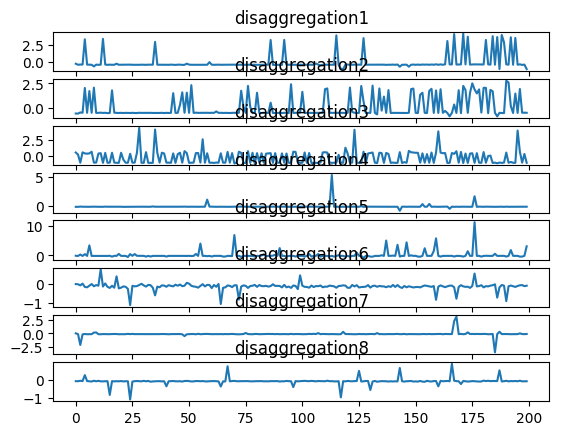 disaggregation1
2.5
0.0
disaggregation2
2.5
0.0
disaggregation3
2.5
0.0
disaggregation4
5
0
disaggregation5
10
0
disaggregation6
0
−1
disaggregation7
2.5
0.0
−2.5
disaggregation8
0
−1
0 25 50 75 100 125 150 175 200